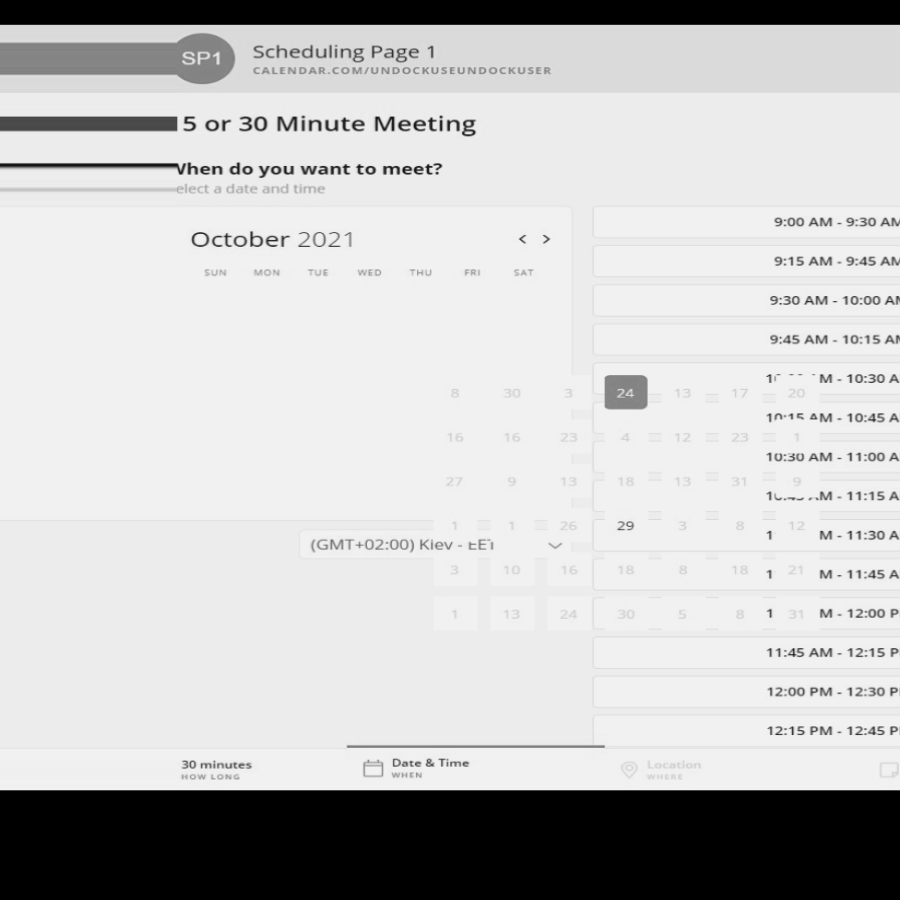 SP1
Scheduling Page 1
CALENDAR.COM/UNDOCKUSEUNDOCKUSER
5 or 30 Minute Meeting
When do you want to meet?
elect a date and time
October 2021
SUN MON TUE WED THU FRI SAT
8 30 3 24 13 17 20
16 16 23 4 12 23 1
27 9 13 18 13 31 9
1 1 26 29 3 8 12
3 10 16 18 8 18 21
1 13 24 30 5 8 31
(GMT+02:00) Kiev - EET
9:00 AM - 9:30 AM
9:15 AM - 9:45 AM
9:30 AM - 10:00 AM
9:45 AM - 10:15 AM
M - 10:30 A
10:15 AM - 10:45 A
10:30 AM - 11:00 A
10:45 AM - 11:15 A
1 M - 11:30 A
1 M - 11:45 A
1 M - 12:00 P
11:45 AM - 12:15 P
12:00 PM - 12:30 P
12:15 PM - 12:45 P
30 minutes
HOW LONG
Date & Time
WHEN
Location
WHERE